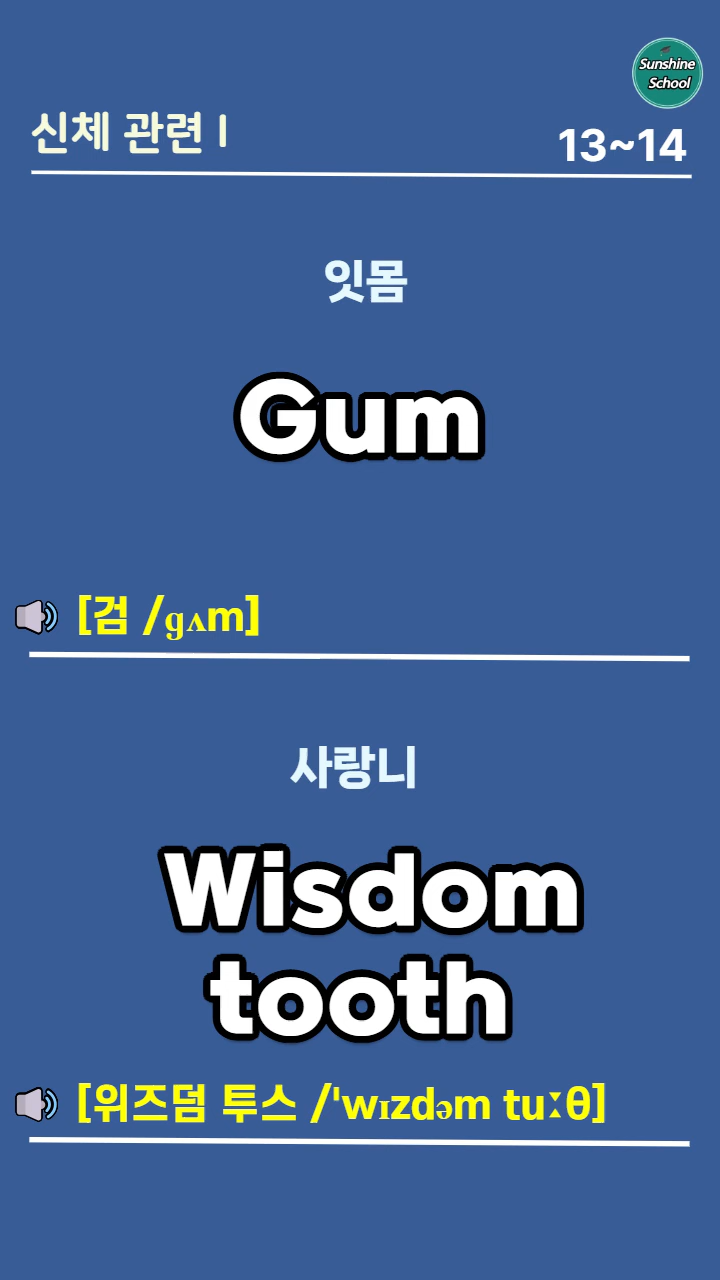 Sunshine
School
신체 관련 I
13~14
잇몸
Gum
[검 /gʌm]
사랑니
Wisdom
tooth
[위즈덤 투스 /ˈwɪzdəm tuːθ]